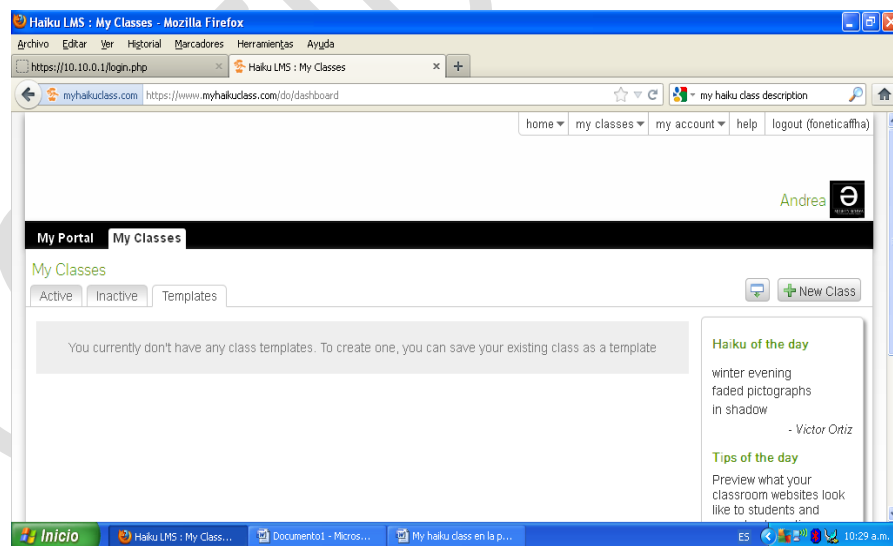 Haiku LMS : My Classes - Mozilla Firefox
Archivo Editar Ver Historial Marcadores Herramientas Ayuda
https://10.10.0.1/login.php Haiku LMS : My Classes
myhaikuclass.com https://www.myhaikuclass.com/do/dashboard my haiku class description
home my classes my account help logout (foneticaffha)
Andrea
My Portal My Classes
My Classes
Active Inactive Templates New Class
You currently don't have any class templates. To create one, you can save your existing class as a template
Haiku of the day
winter evening
faded pictographs
in shadow
- Victor Ortiz
Tips of the day
Preview what your
classroom websites look
like to students and
Inicio Haiku LMS : My Class... Documento1 - Micros... My haiku class en la p... ES 10:29 a.m.